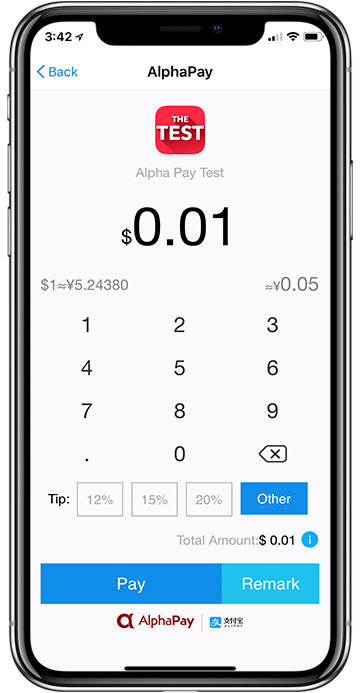 3:42
Back
AlphaPay
THE
TEST
Alpha Pay Test
$0.01
$1≈¥5.24380
≈¥0.05
1 2 3
4 5 6
7 8 9
. 0
Tip: 12% 15% 20% Other
Total Amount:$ 0.01 i
Pay Remark
AlphaPay 支 支付宝
ALIPAY